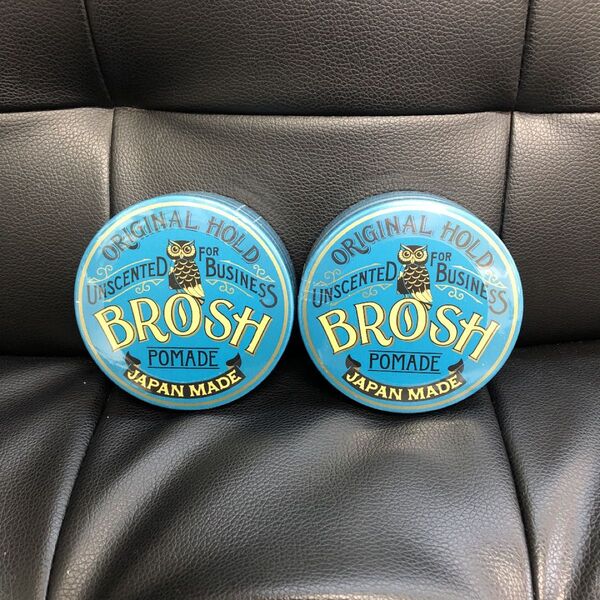 ORIGINAL HOLD
UNSCENTED FOR BUSINESS
BROSH
POMADE
JAPAN MADE
ORIGINAL HOLD
UNSCENTED FOR BUSINESS
BROSH
POMADE
JAPAN MADE